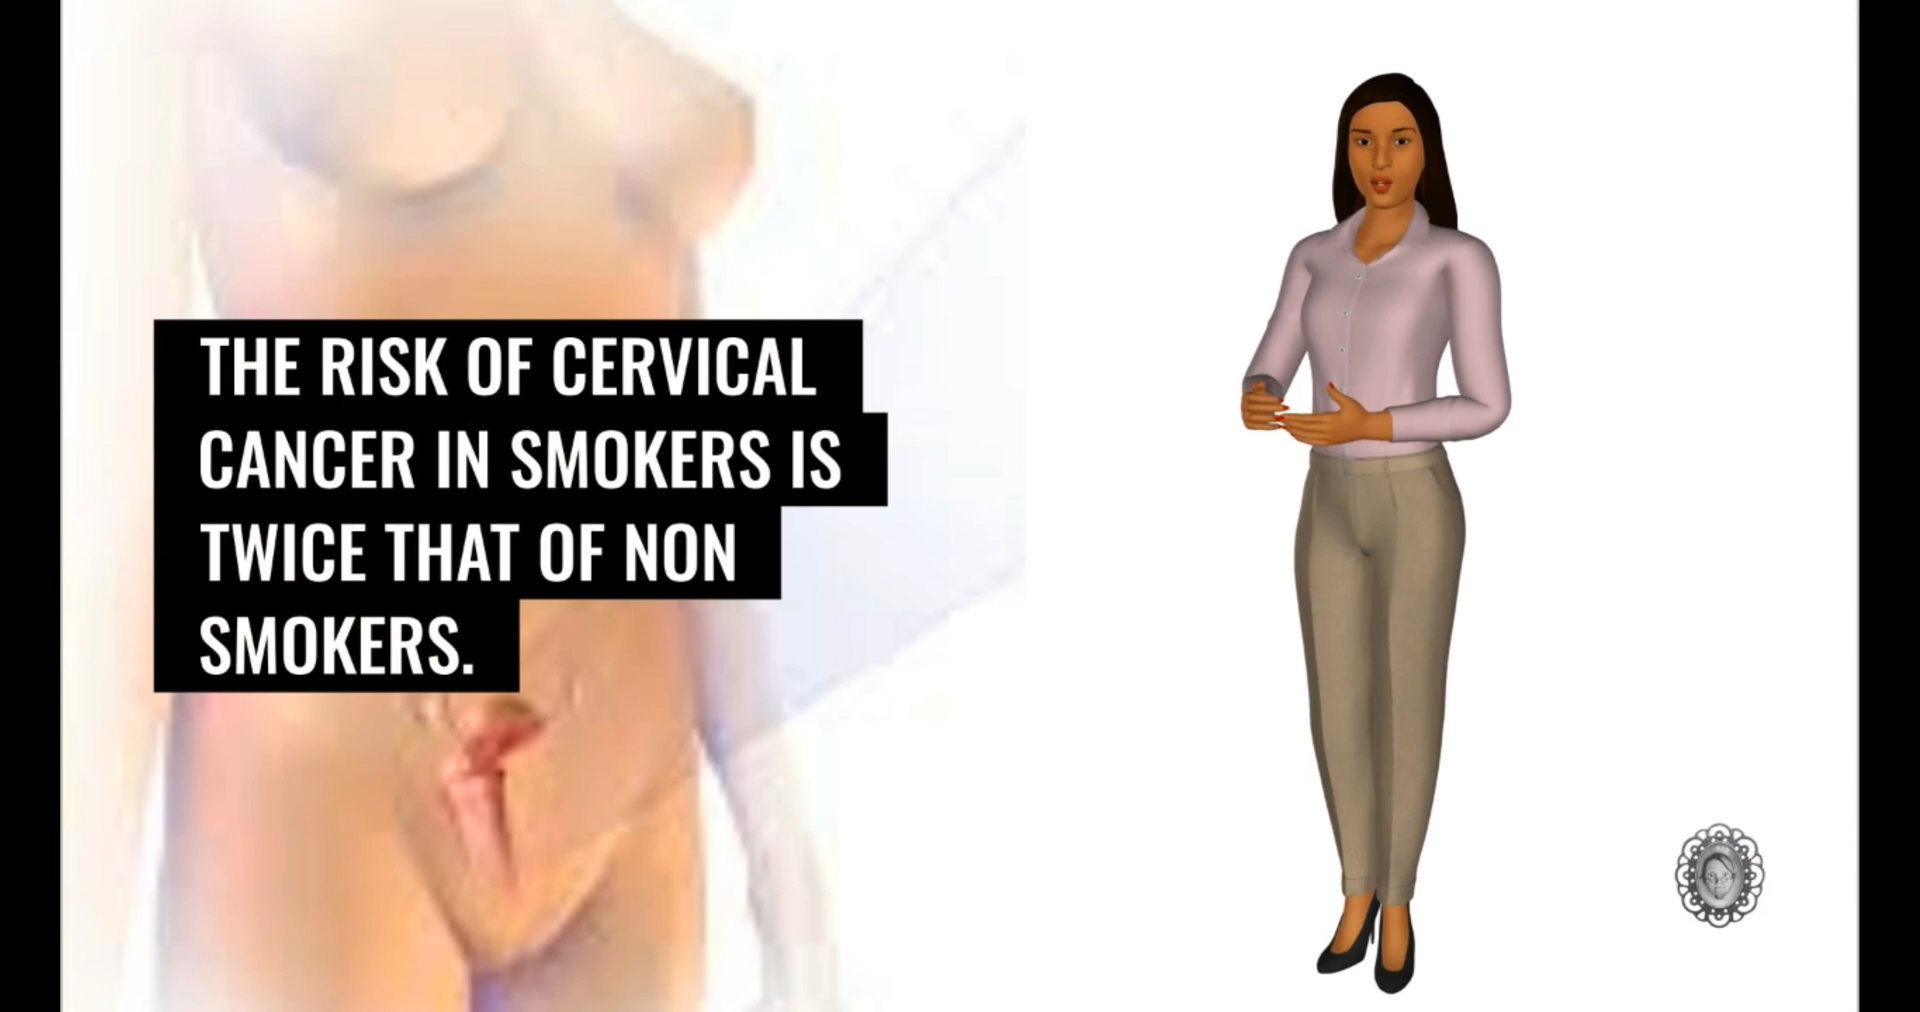 THE RISK OF CERVICAL
CANCER IN SMOKERS IS
TWICE THAT OF NON
SMOKERS.